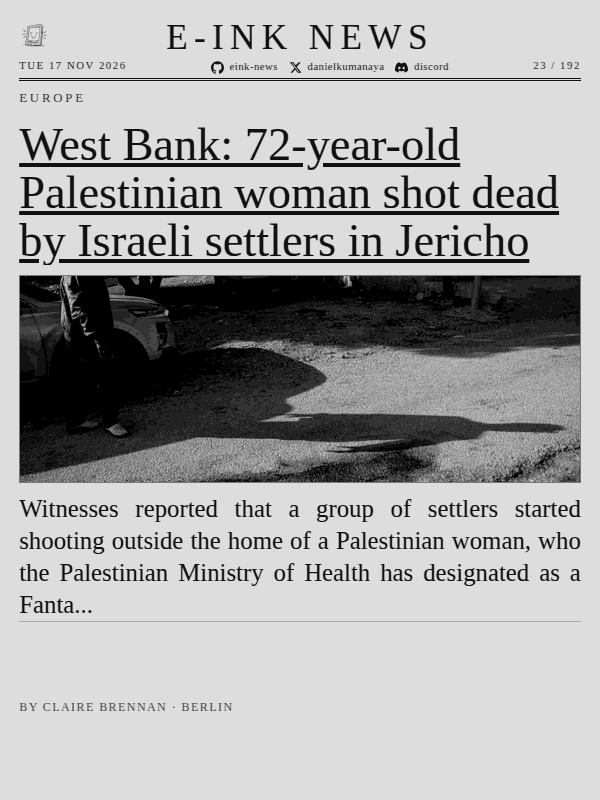 E-INK NEWS
TUE 17 NOV 2026
eink-news danielkumanaya discord
23 / 192
EUROPE
West Bank: 72-year-old
Palestinian woman shot dead
by Israeli settlers in Jericho
Witnesses reported that a group of settlers started
shooting outside the home of a Palestinian woman, who
the Palestinian Ministry of Health has designated as a
Fanta...
BY CLAIRE BRENNAN · BERLIN